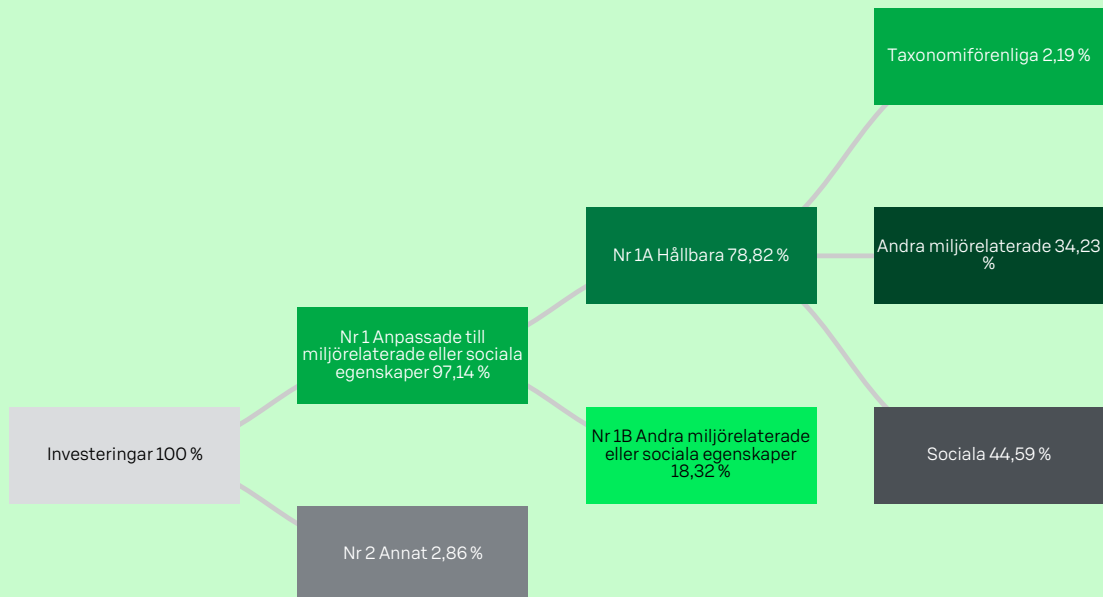 Taxonomiförenliga 2,19 %
Andra miljörelaterade 34,23
%
Nr 1A Hållbara 78,82 %
Nr 1 Anpassade till
miljörelaterade eller sociala
egenskaper 97,14 %
Nr 1B Andra miljörelaterade
eller sociala egenskaper
18,32 %
Sociala 44,59 %
Investeringar 100 %
Nr 2 Annat 2,86 %